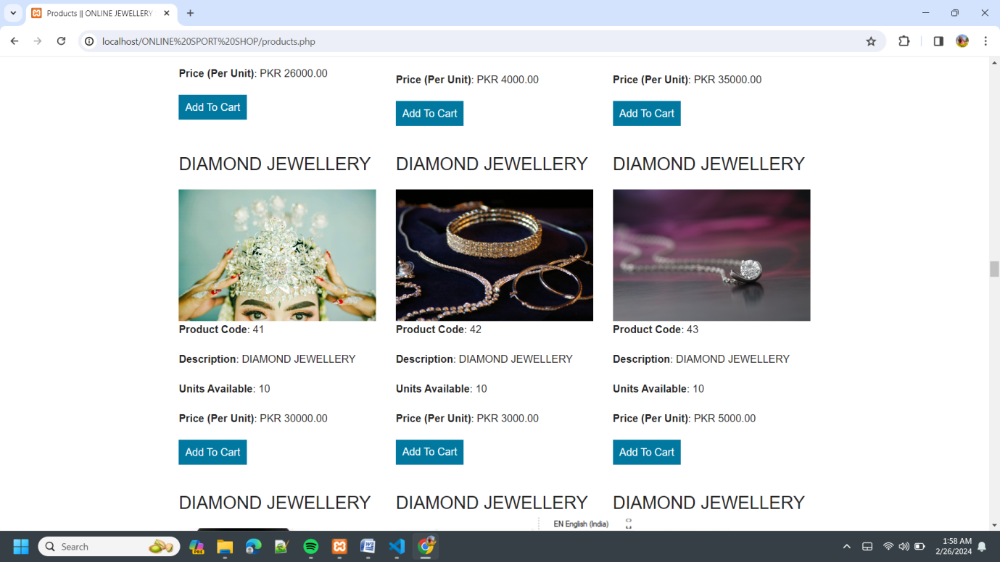 Products || ONLINE JEWELLERY
localhost/ONLINE%20SPORT%20SHOP/products.php
Price (Per Unit): PKR 26000.00
Price (Per Unit): PKR 4000.00
Price (Per Unit): PKR 35000.00
Add To Cart
Add To Cart
Add To Cart
DIAMOND JEWELLERY
DIAMOND JEWELLERY
DIAMOND JEWELLERY
Product Code: 41
Product Code: 42
Product Code: 43
Description: DIAMOND JEWELLERY
Description: DIAMOND JEWELLERY
Description: DIAMOND JEWELLERY
Units Available: 10
Units Available: 10
Units Available: 10
Price (Per Unit): PKR 30000.00
Price (Per Unit): PKR 3000.00
Price (Per Unit): PKR 5000.00
Add To Cart
Add To Cart
Add To Cart
DIAMOND JEWELLERY
DIAMOND JEWELLERY
DIAMOND JEWELLERY
EN English (India)
Search
PRE
1:58 AM
2/26/2024